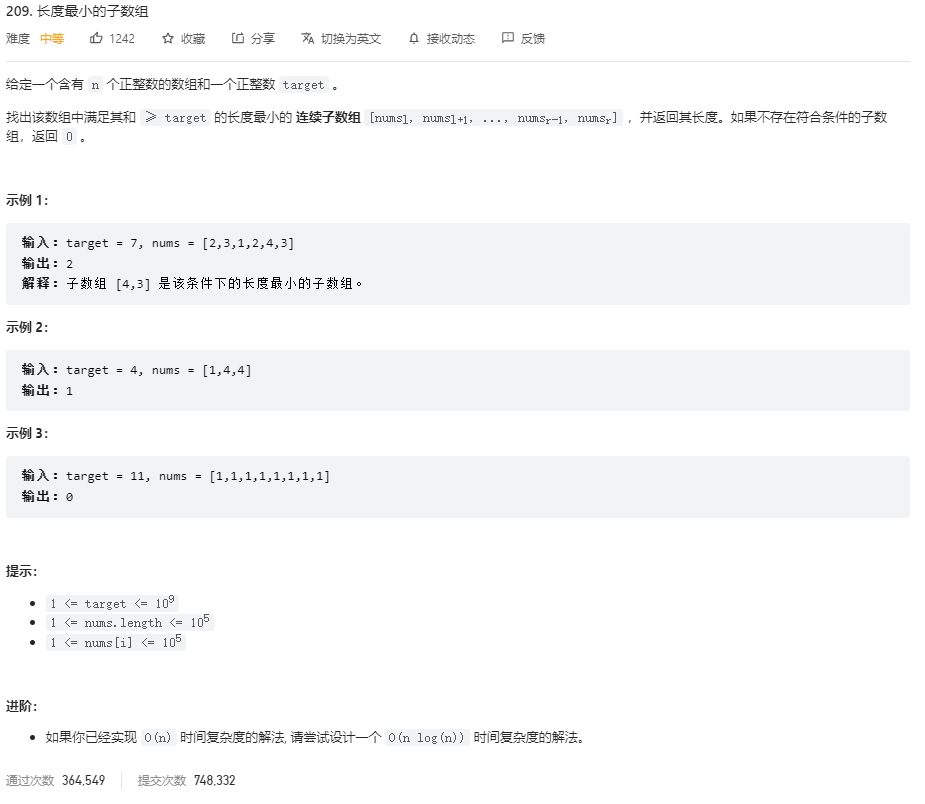 209. 长度最小的子数组
难度 中等 1242 收藏 分享 切换为英文 接收动态 反馈
给定一个含有 n 个正整数的数组和一个正整数 target 。
找出该数组中满足其和 ≥ target 的长度最小的 连续子数组 [numsl, numsl+1, ..., numsr-1, numsr] ，并返回其长度。如果不存在符合条件的子数
组，返回 0 。
示例 1：
输入：target = 7, nums = [2,3,1,2,4,3]
输出：2
解释：子数组 [4,3] 是该条件下的长度最小的子数组。
示例 2：
输入：target = 4, nums = [1,4,4]
输出：1
示例 3：
输入：target = 11, nums = [1,1,1,1,1,1,1,1]
输出：0
提示：
• 1 <= target <= 10⁹
• 1 <= nums.length <= 10⁵
• 1 <= nums[i] <= 10⁵
进阶：
• 如果你已经实现 O(n) 时间复杂度的解法, 请尝试设计一个 O(n log(n)) 时间复杂度的解法。
通过次数 364,549 提交次数 748,332